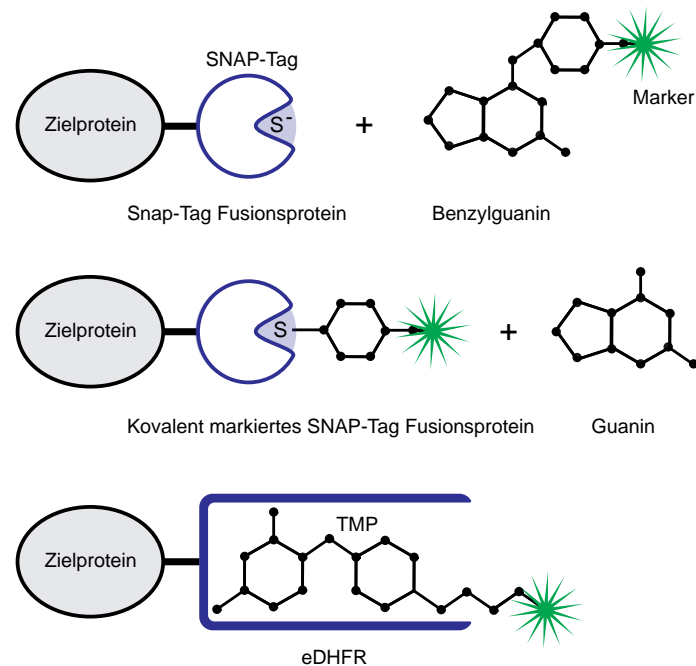 SNAP-Tag
Zielprotein
S-
+
Marker
Snap-Tag Fusionsprotein
Benzylguanin
Zielprotein
S
+
Kovalent markiertes SNAP-Tag Fusionsprotein
Guanin
TMP
Zielprotein
eDHFR